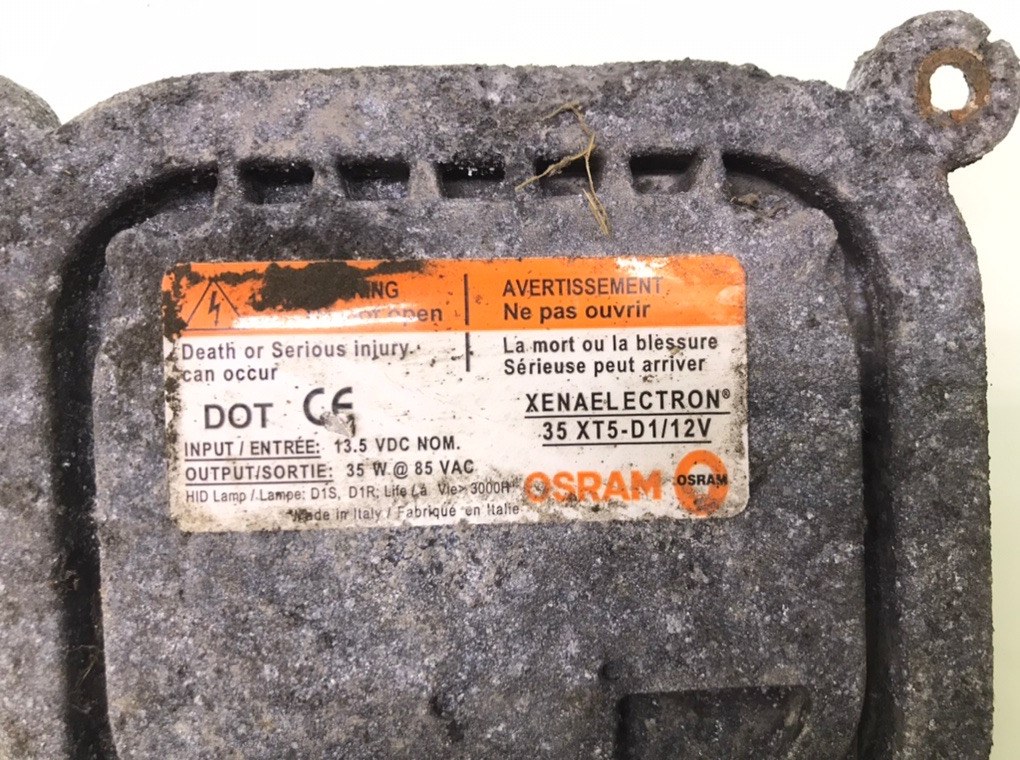 open
AVERTISSEMENT
Ne pas ouvrir
Death or Serious injury
can occur
La mort ou la blessure
Sérieuse peut arriver
DOT CE
XENAELECTRON®
35 XT5-D1/12V
INPUT / ENTRÉE: 13.5 VDC NOM.
OUTPUT/SORTIE: 35 W @ 85 VAC
HID Lamp / Lampe: D1S, D1R; Life / La Vie> 3000H
OSRAM OSRAM
Made in Italy / Fabriqué en Italie